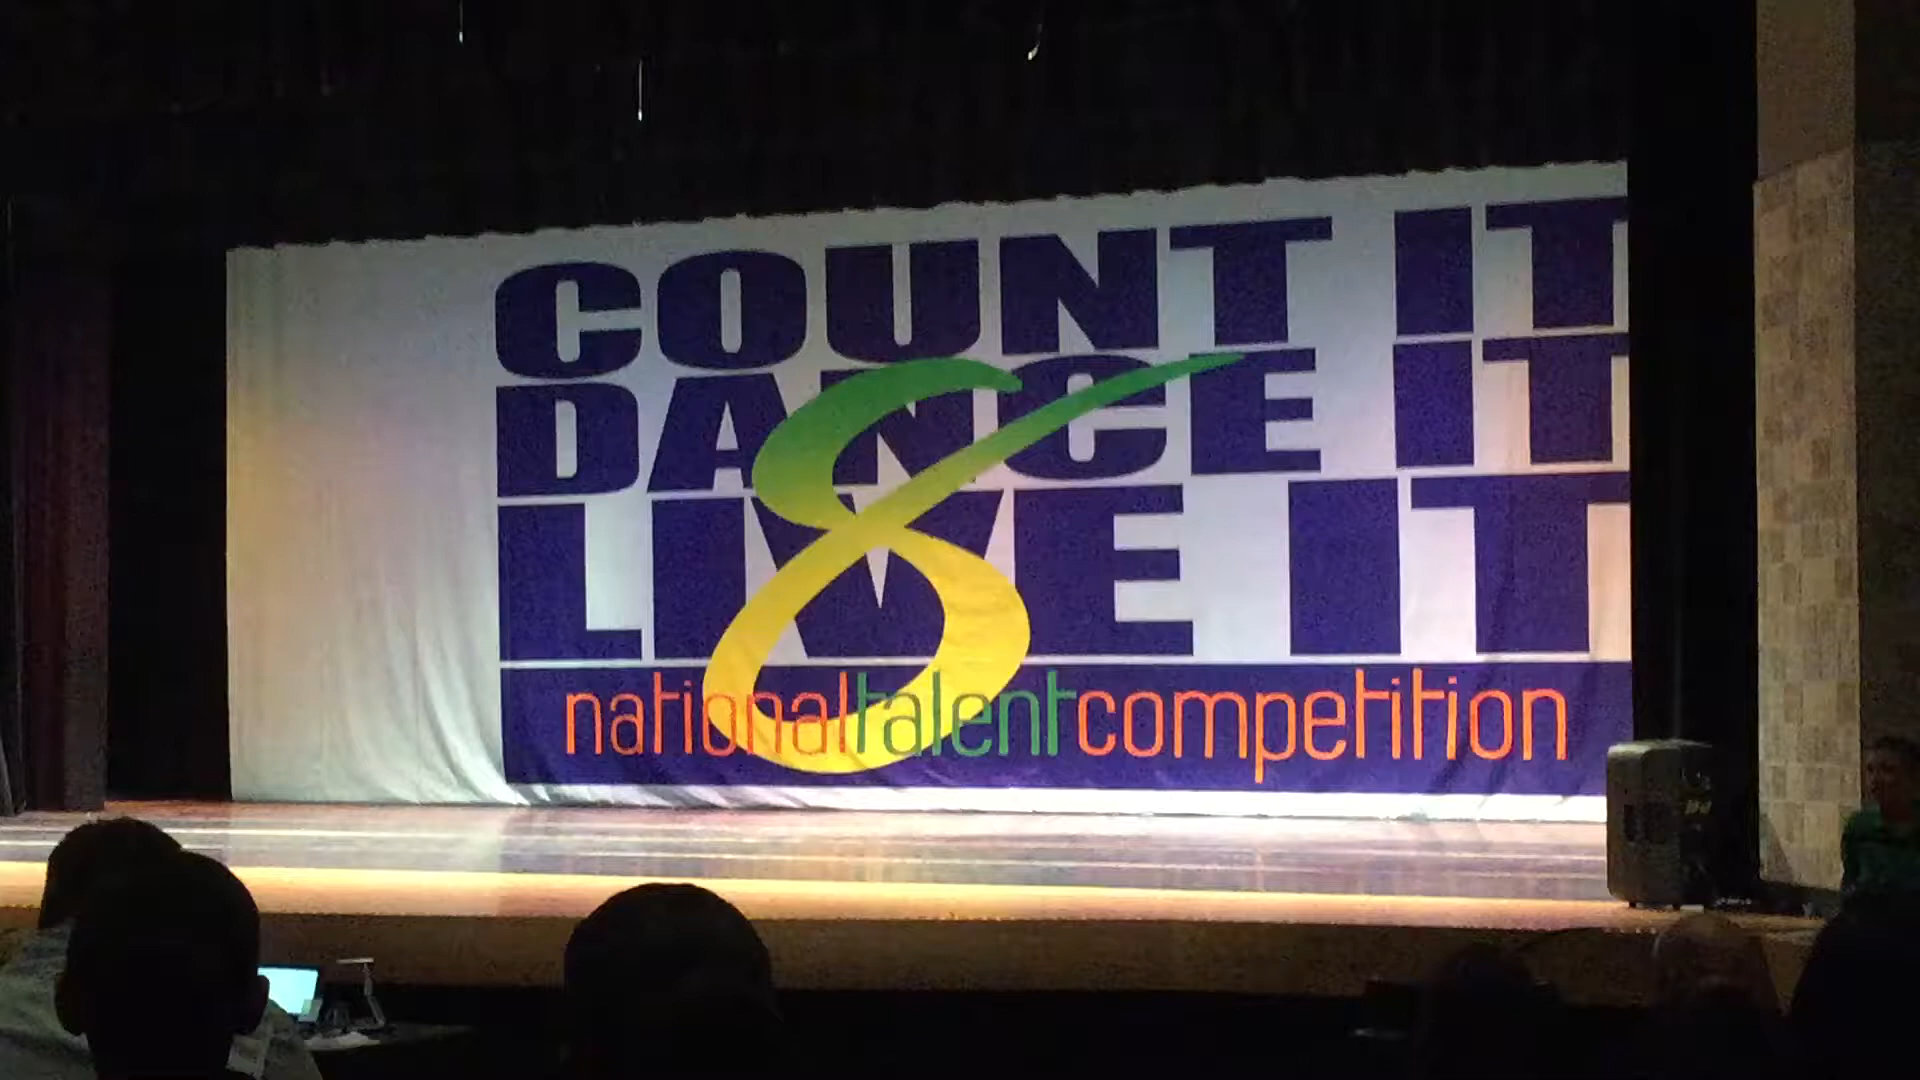 COUNT IT
DANCE IT
LIVE IT
8
nationaltalentcompetition